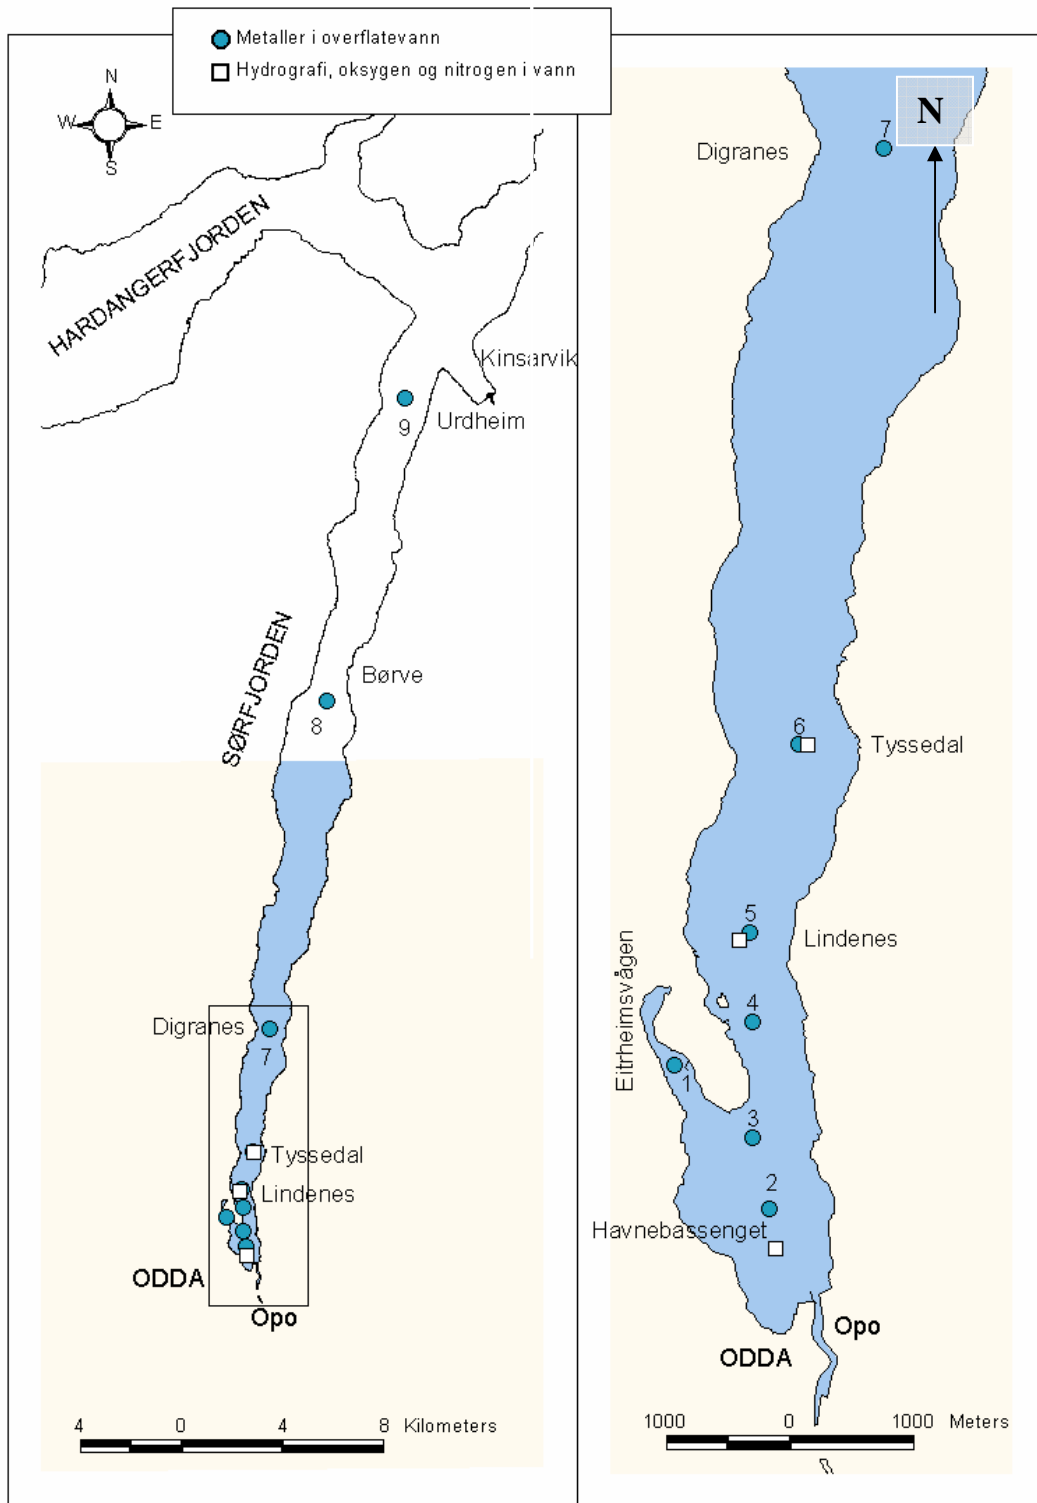 Metaller i overflatevann
Hydrografi, oksygen og nitrogen i vann
N
W E
S
HARDANGERFJORDEN
Kinsarvik
9
Urdheim
SØRFJORDEN
Børve
8
Digranes
7
Tyssedal
Lindenes
ODDA
Opo
4 0 4 8 Kilometers
N
7
Digranes
6
Tyssedal
5
Lindenes
Eitrheimsvågen
4
1
3
2
Havnebassenget
Opo
ODDA
1000 0 1000 Meters